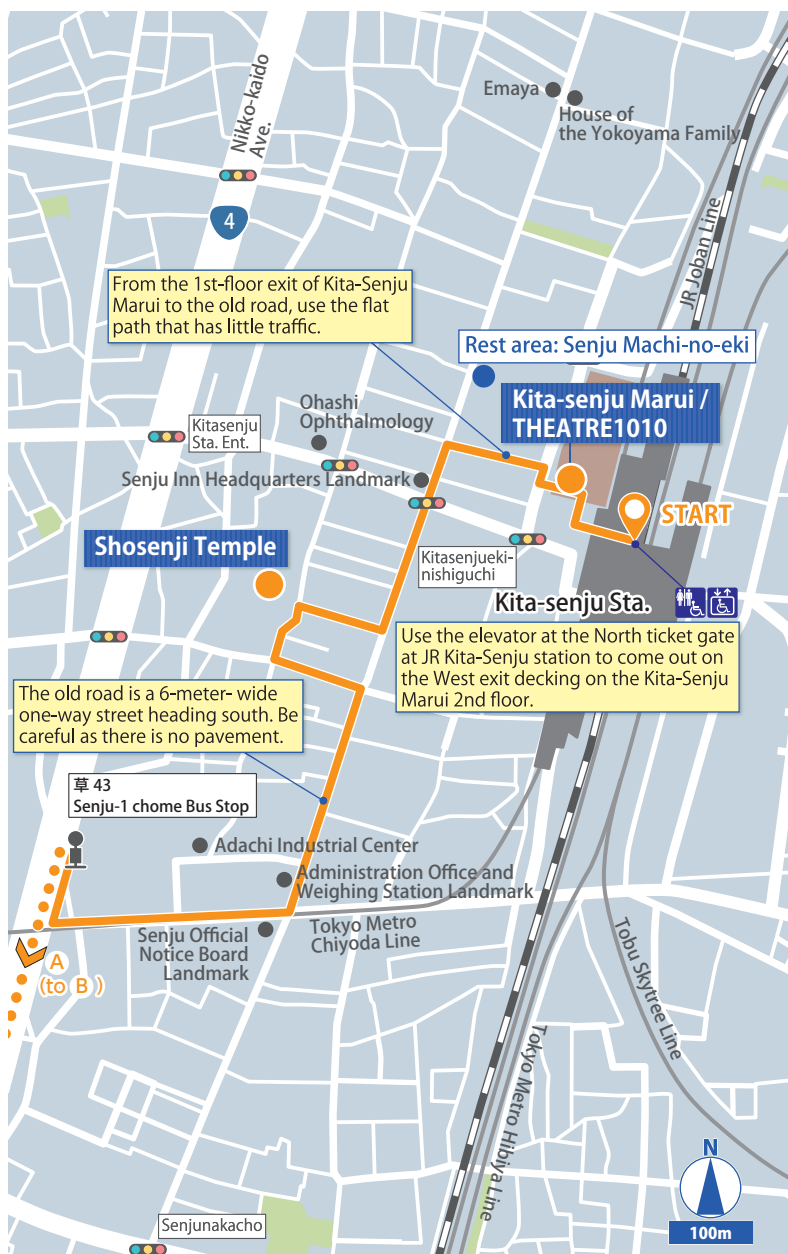 Emaya
House of
the Yokoyama Family
Nikko-kaido
Ave.
4
JR Joban Line
From the 1st-floor exit of Kita-Senju
Marui to the old road, use the flat
path that has little traffic.
Rest area: Senju Machi-no-eki
Kita-senju Marui /
THEATRE1010
Ohashi
Ophthalmology
Kitasenju
Sta. Ent.
Senju Inn Headquarters Landmark
START
Shosenji Temple
Kitasenjueki-
nishiguchi
Kita-senju Sta.
Use the elevator at the North ticket gate
at JR Kita-Senju station to come out on
the West exit decking on the Kita-Senju
Marui 2nd floor.
The old road is a 6-meter- wide
one-way street heading south. Be
careful as there is no pavement.
草 43
Senju-1 chome Bus Stop
Adachi Industrial Center
Administration Office and
Weighing Station Landmark
Senju Official
Notice Board
Landmark
Tokyo Metro
Chiyoda Line
A
(to B )
Tobu Skytree Line
Tokyo Metro Hibiya Line
Senjunakacho
N
100m